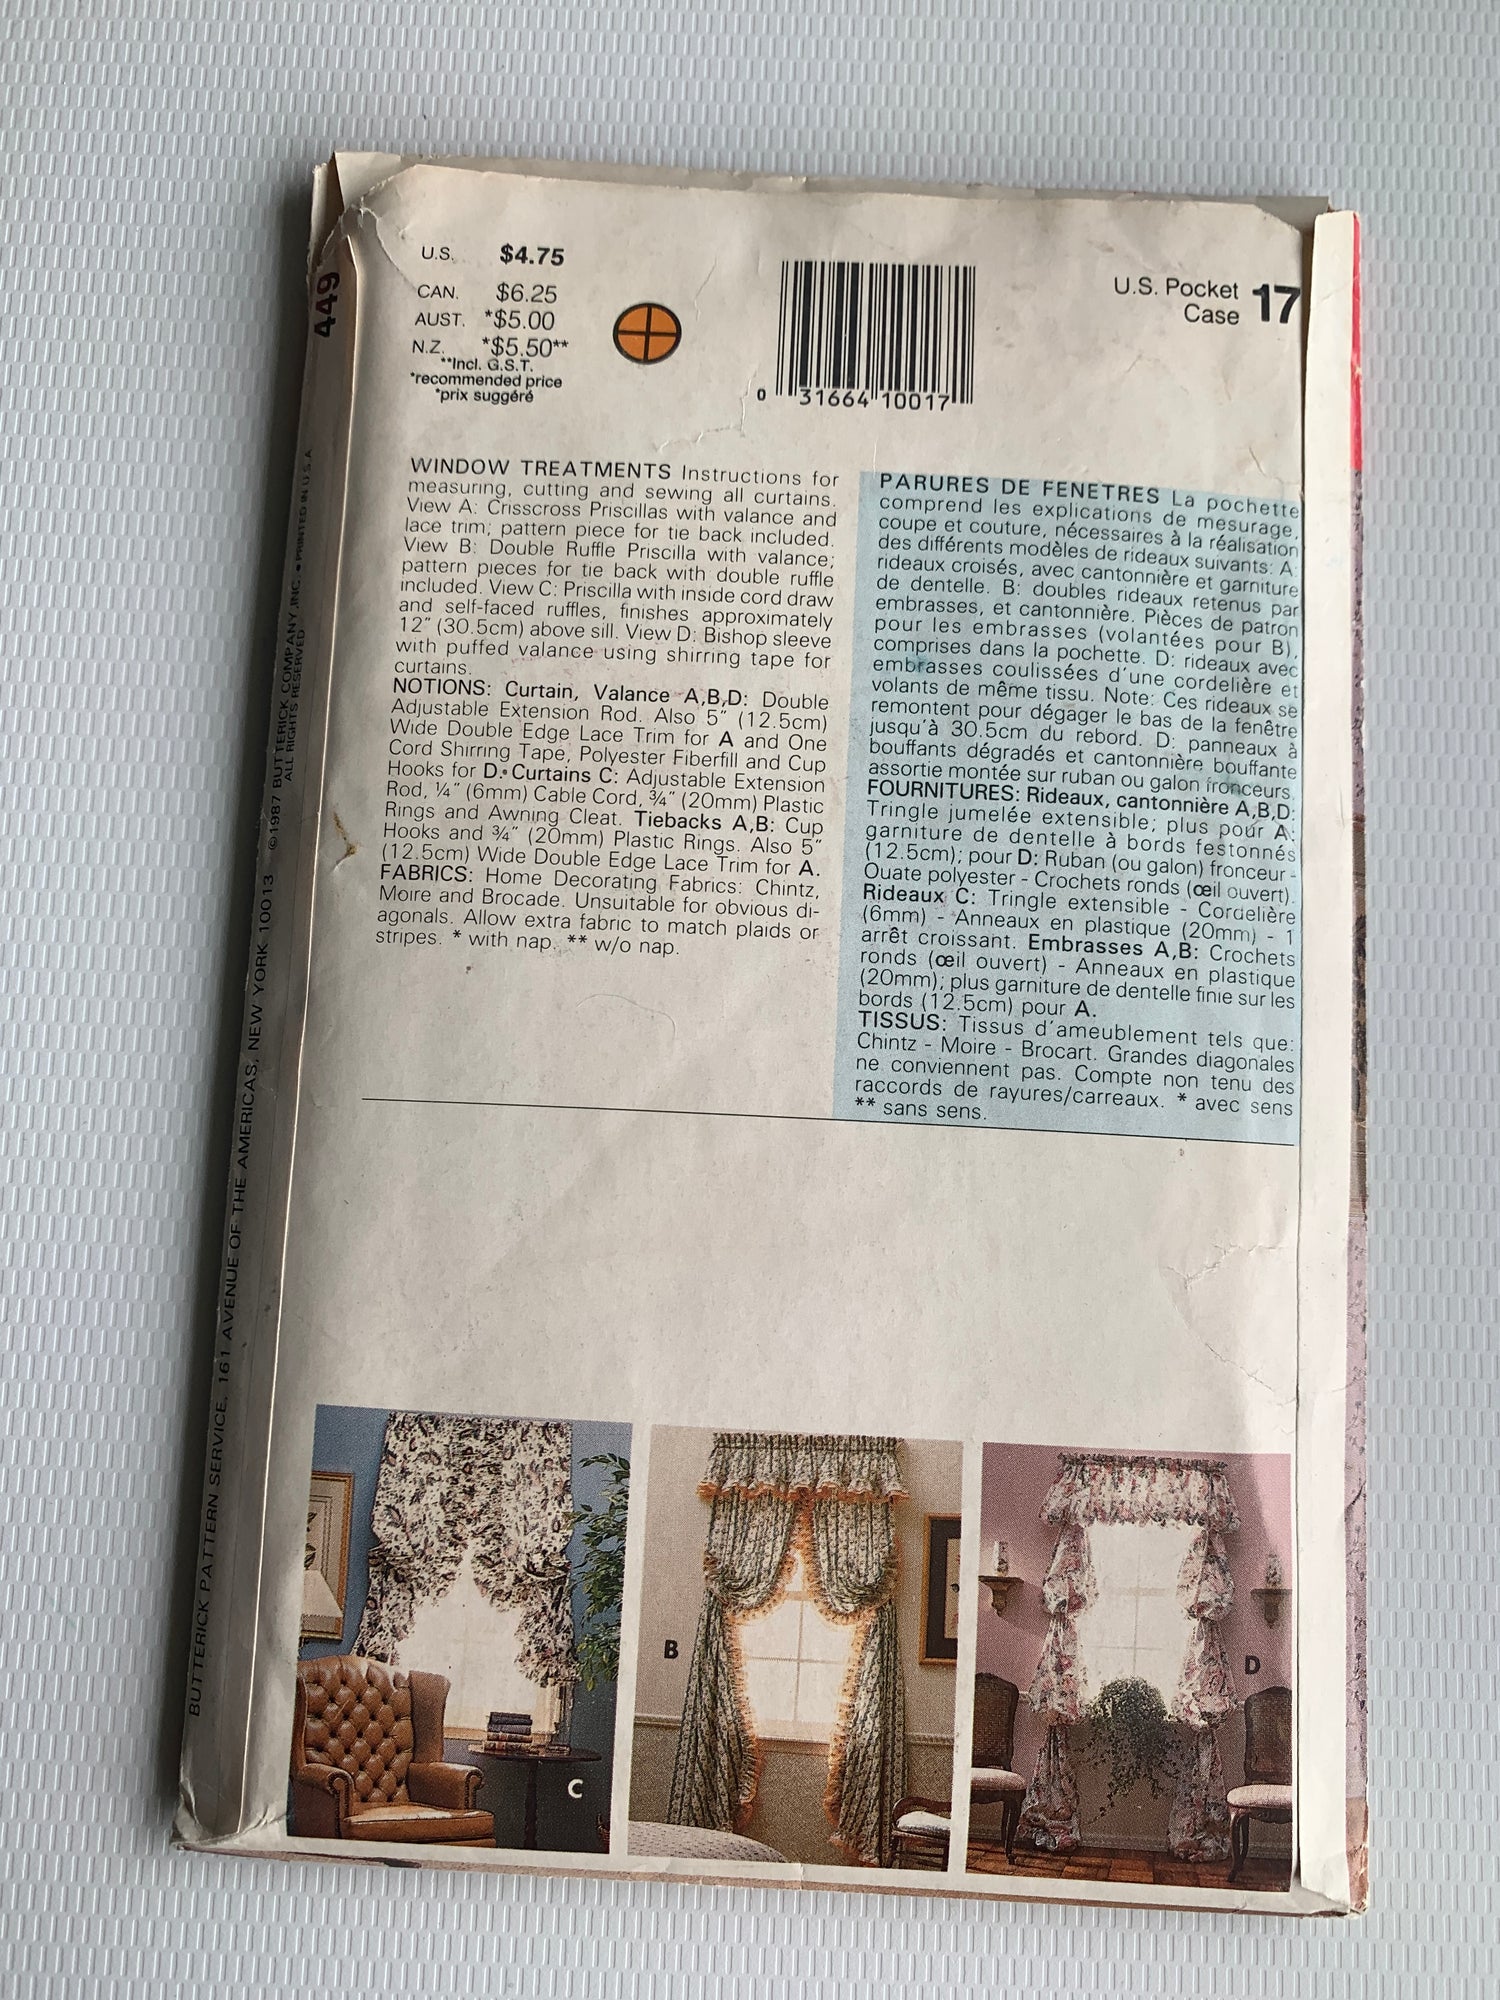 U.S. $4.75
CAN. $6.25
AUST. *$5.00
N.Z. *$5.50**
**Incl. G.S.T.
*recommended price
*prix suggéré
0 31664 10017
U.S. Pocket
Case 17
449
WINDOW TREATMENTS Instructions for
measuring, cutting and sewing all curtains.
View A: Crisscross Priscillas with valance and
lace trim; pattern piece for tie back included.
View B: Double Ruffle Priscilla with valance;
pattern pieces for tie back with double ruffle
included. View C: Priscilla with inside cord draw
and self-faced ruffles, finishes approximately
12" (30.5cm) above sill. View D: Bishop sleeve
with puffed valance using shirring tape for
curtains.
NOTIONS: Curtain, Valance A,B,D: Double
Adjustable Extension Rod. Also 5" (12.5cm)
Wide Double Edge Lace Trim for A and One
Cord Shirring Tape, Polyester Fiberfill and Cup
Hooks for D. Curtains C: Adjustable Extension
Rod, ¼" (6mm) Cable Cord, ¾" (20mm) Plastic
Rings and Awning Cleat. Tiebacks A,B: Cup
Hooks and ¾" (20mm) Plastic Rings. Also 5"
(12.5cm) Wide Double Edge Lace Trim for A.
FABRICS: Home Decorating Fabrics: Chintz,
Moire and Brocade. Unsuitable for obvious di-
agonals. Allow extra fabric to match plaids or
stripes. * with nap. ** w/o nap.
PARURES DE FENETRES La pochette
comprend les explications de mesurage,
coupe et couture, nécessaires à la réalisation
des différents modèles de rideaux suivants: A:
rideaux croisés, avec cantonnière et garniture
de dentelle. B: doubles rideaux retenus par
embrasses, et cantonnière. Pièces de patron
pour les embrasses (volantées pour B),
comprises dans la pochette. D: rideaux avec
embrasses coulissées d'une cordelière et
volants de même tissu. Note: Ces rideaux se
remontent pour dégager le bas de la fenêtre
jusqu'à 30.5cm du rebord. D: panneaux à
bouffants dégradés et cantonnière bouffante
assortie montée sur ruban ou galon fronceurs.
FOURNITURES: Rideaux, cantonnière A,B,D:
Tringle jumelée extensible; plus pour A:
garniture de dentelle à bords festonnés
(12.5cm); pour D: Ruban (ou galon) fronceur -
Ouate polyester - Crochets ronds (œil ouvert).
Rideaux C: Tringle extensible - Cordelière
(6mm) - Anneaux en plastique (20mm) - 1
arrêt croissant. Embrasses A,B: Crochets
ronds (œil ouvert) - Anneaux en plastique
(20mm); plus garniture de dentelle finie sur les
bords (12.5cm) pour A.
TISSUS: Tissus d'ameublement tels que:
Chintz - Moire - Brocart. Grandes diagonales
ne conviennent pas. Compte non tenu des
raccords de rayures/carreaux. * avec sens
** sans sens.
BUTTERICK PATTERN SERVICE, 161 AVENUE OF THE AMERICAS, NEW YORK 10013 ©1987 BUTTERICK COMPANY, INC. • PRINTED IN U.S.A
ALL RIGHTS RESERVED
C
B
D